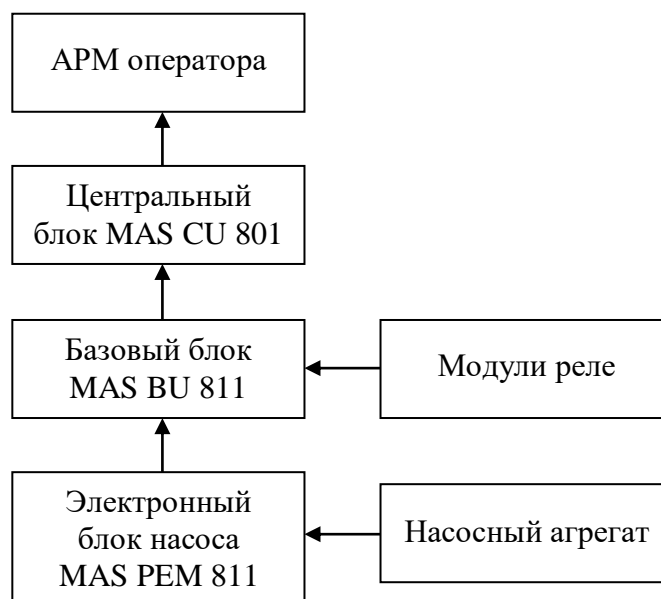 АРМ оператора
Центральный
блок MAS CU 801
Базовый блок
MAS BU 811
Модули реле
Электронный
блок насоса
MAS PEM 811
Насосный агрегат